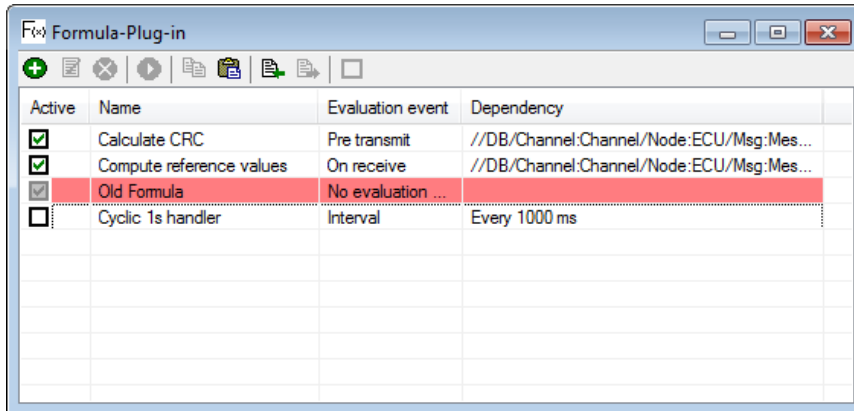 F(x) Formula-Plug-in
Active Name Evaluation event Dependency
Calculate CRC Pre transmit //DB/Channel:Channel/Node:ECU/Msg:Mes...
Compute reference values On receive //DB/Channel:Channel/Node:ECU/Msg:Mes...
Old Formula No evaluation ...
Cyclic 1s handler Interval Every 1000 ms